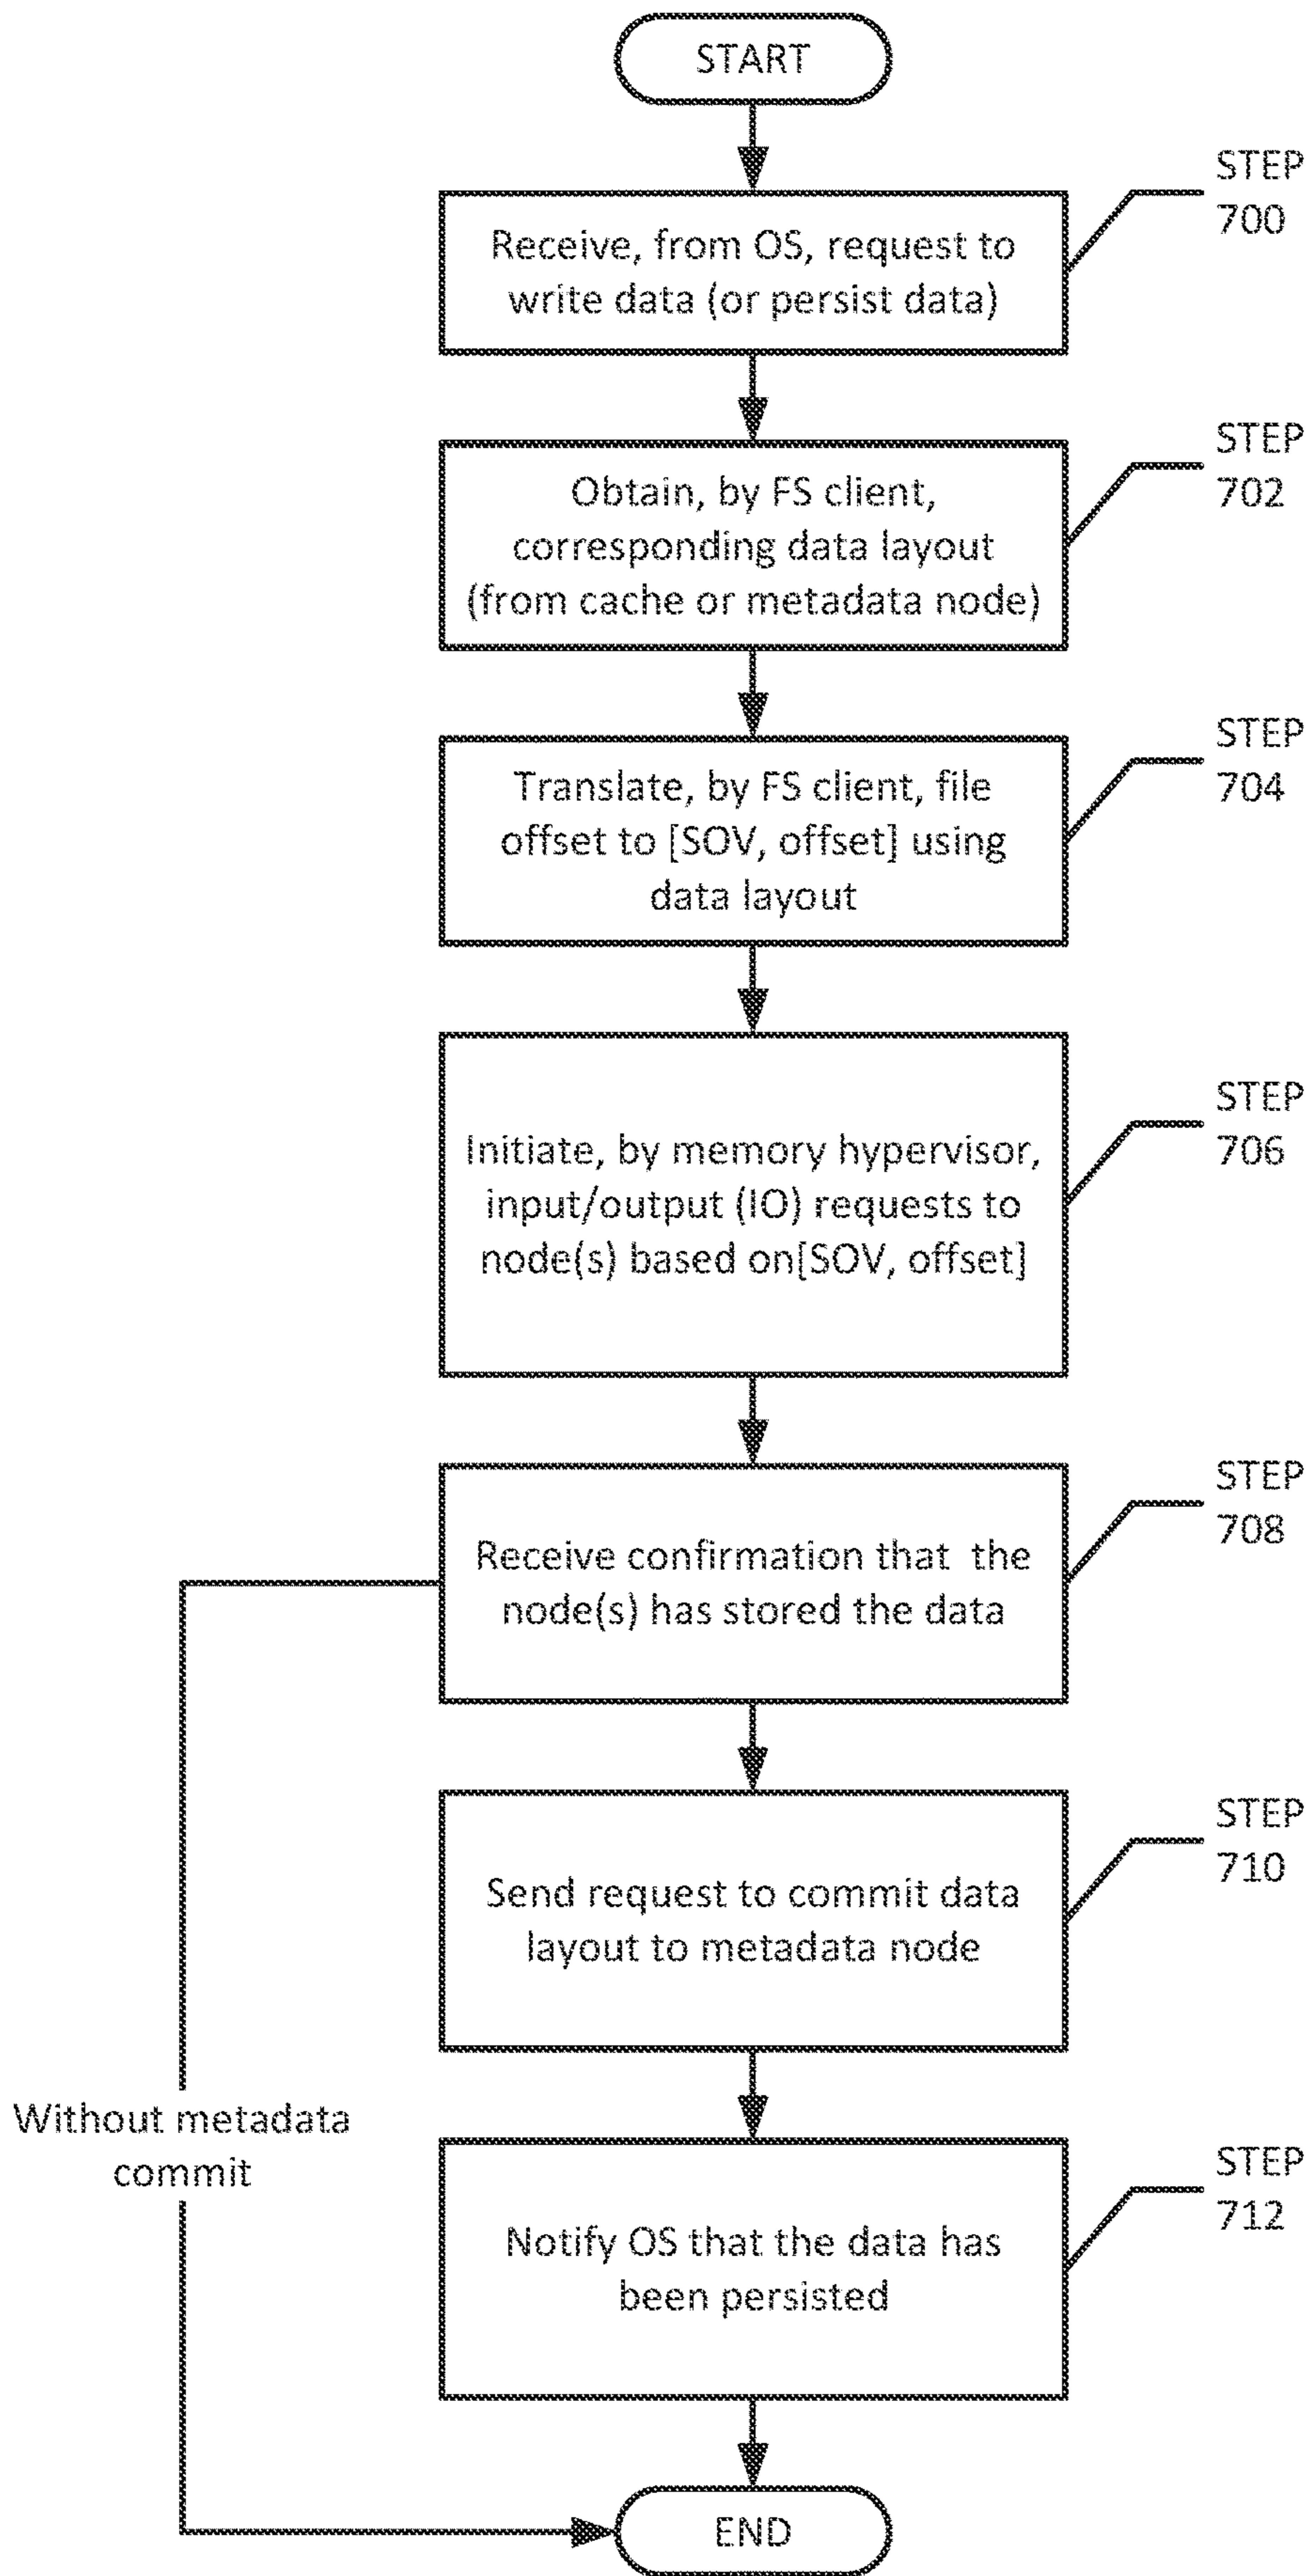 START
STEP
700
Receive, from OS, request to
write data (or persist data)
STEP
702
Obtain, by FS client,
corresponding data layout
(from cache or metadata node)
STEP
704
Translate, by FS client, file
offset to [SOV, offset] using
data layout
STEP
706
Initiate, by memory hypervisor,
input/output (IO) requests to
node(s) based on[SOV, offset]
STEP
708
Receive confirmation that the
node(s) has stored the data
STEP
710
Send request to commit data
layout to metadata node
Without metadata
commit
STEP
712
Notify OS that the data has
been persisted
END